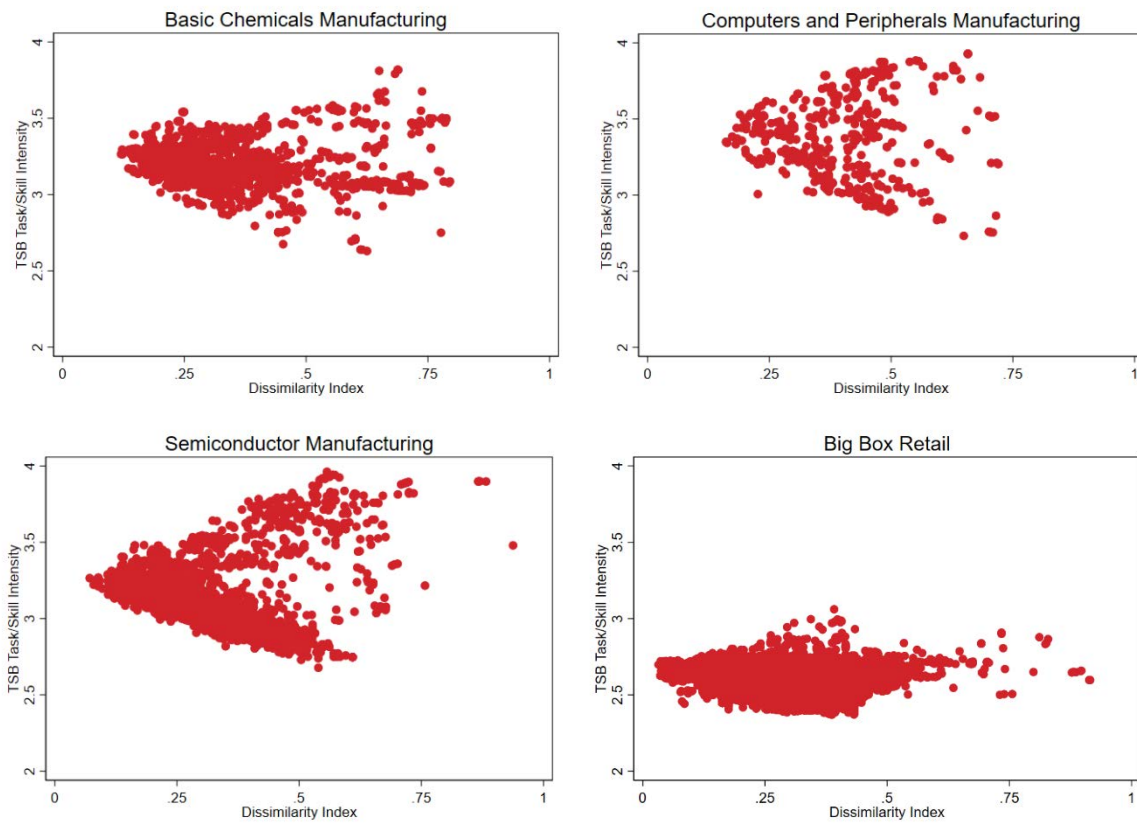 Basic Chemicals Manufacturing
TSB Task/Skill Intensity
4
3.5
3
2.5
2
0 .25 .5 .75 1
Dissimilarity Index
Computers and Peripherals Manufacturing
TSB Task/Skill Intensity
4
3.5
3
2.5
2
0 .25 .5 .75 1
Dissimilarity Index
Semiconductor Manufacturing
TSB Task/Skill Intensity
4
3.5
3
2.5
2
0 .25 .5 .75 1
Dissimilarity Index
Big Box Retail
TSB Task/Skill Intensity
4
3.5
3
2.5
2
0 .25 .5 .75 1
Dissimilarity Index